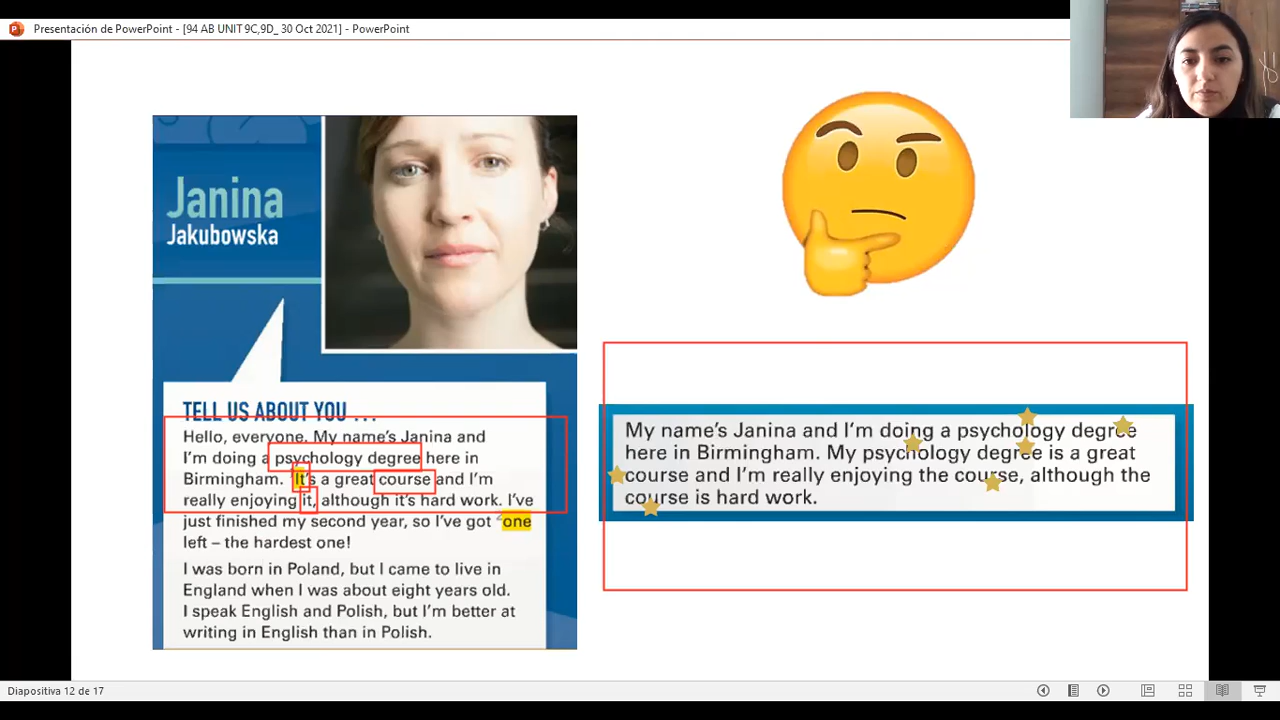 Presentación de PowerPoint - [94 AB UNIT 9C,9D_ 30 Oct 2021] - PowerPoint
Janina
Jakubowska
TELL US ABOUT YOU ...
Hello, everyone. My name's Janina and
I'm doing a psychology degree here in
Birmingham. It's a great course and I'm
really enjoying it, although it's hard work. I've
just finished my second year, so I've got one
left – the hardest one!
I was born in Poland, but I came to live in
England when I was about eight years old.
I speak English and Polish, but I'm better at
writing in English than in Polish.
My name's Janina and I'm doing a psychology degree
here in Birmingham. My psychology degree is a great
course and I'm really enjoying the course, although the
course is hard work.
Diapositiva 12 de 17